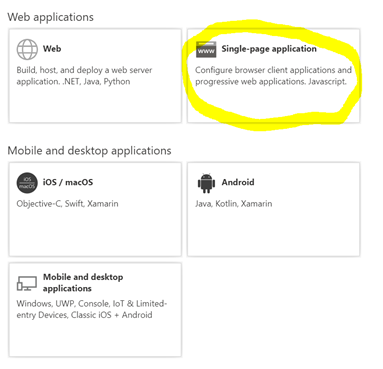 Web applications
Web
Build, host, and deploy a web server
application. .NET, Java, Python
Single-page application
Configure browser client applications and
progressive web applications. Javascript.
Mobile and desktop applications
iOS / macOS
Objective-C, Swift, Xamarin
Android
Java, Kotlin, Xamarin
Mobile and desktop
applications
Windows, UWP, Console, IoT & Limited-
entry Devices, Classic iOS + Android
www
iOS
macOS